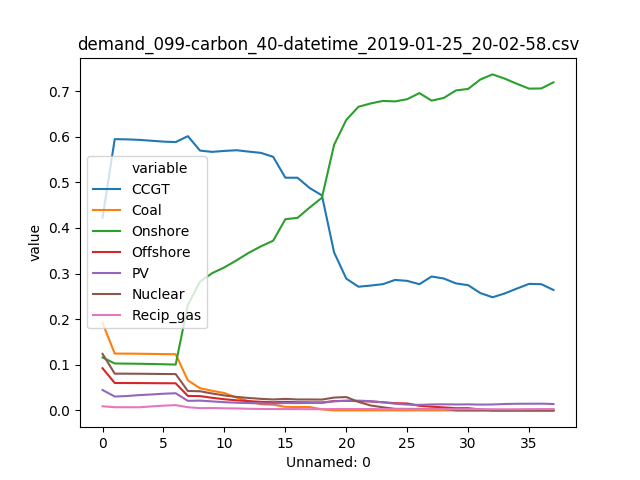 demand_099-carbon_40-datetime_2019-01-25_20-02-58.csv
value
0.7
0.6
0.5
0.4
0.3
0.2
0.1
0.0
variable
CCGT
Coal
Onshore
Offshore
PV
Nuclear
Recip_gas
0 5 10 15 20 25 30 35
Unnamed: 0